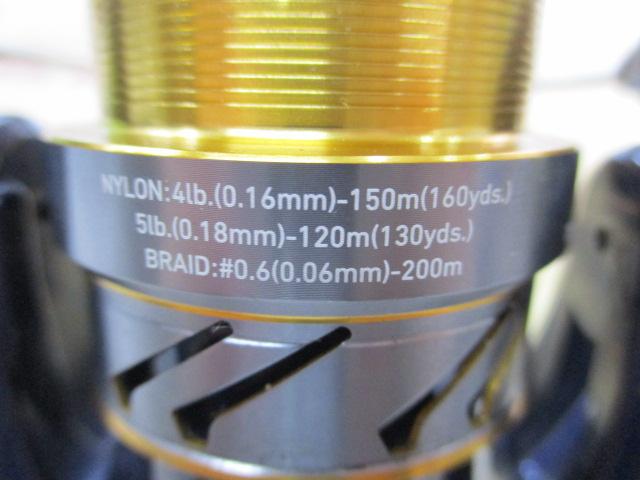 NYLON:4lb.(0.16mm)-150m(160yds.)
5lb.(0.18mm)-120m(130yds.)
BRAID:#0.6(0.06mm)-200m